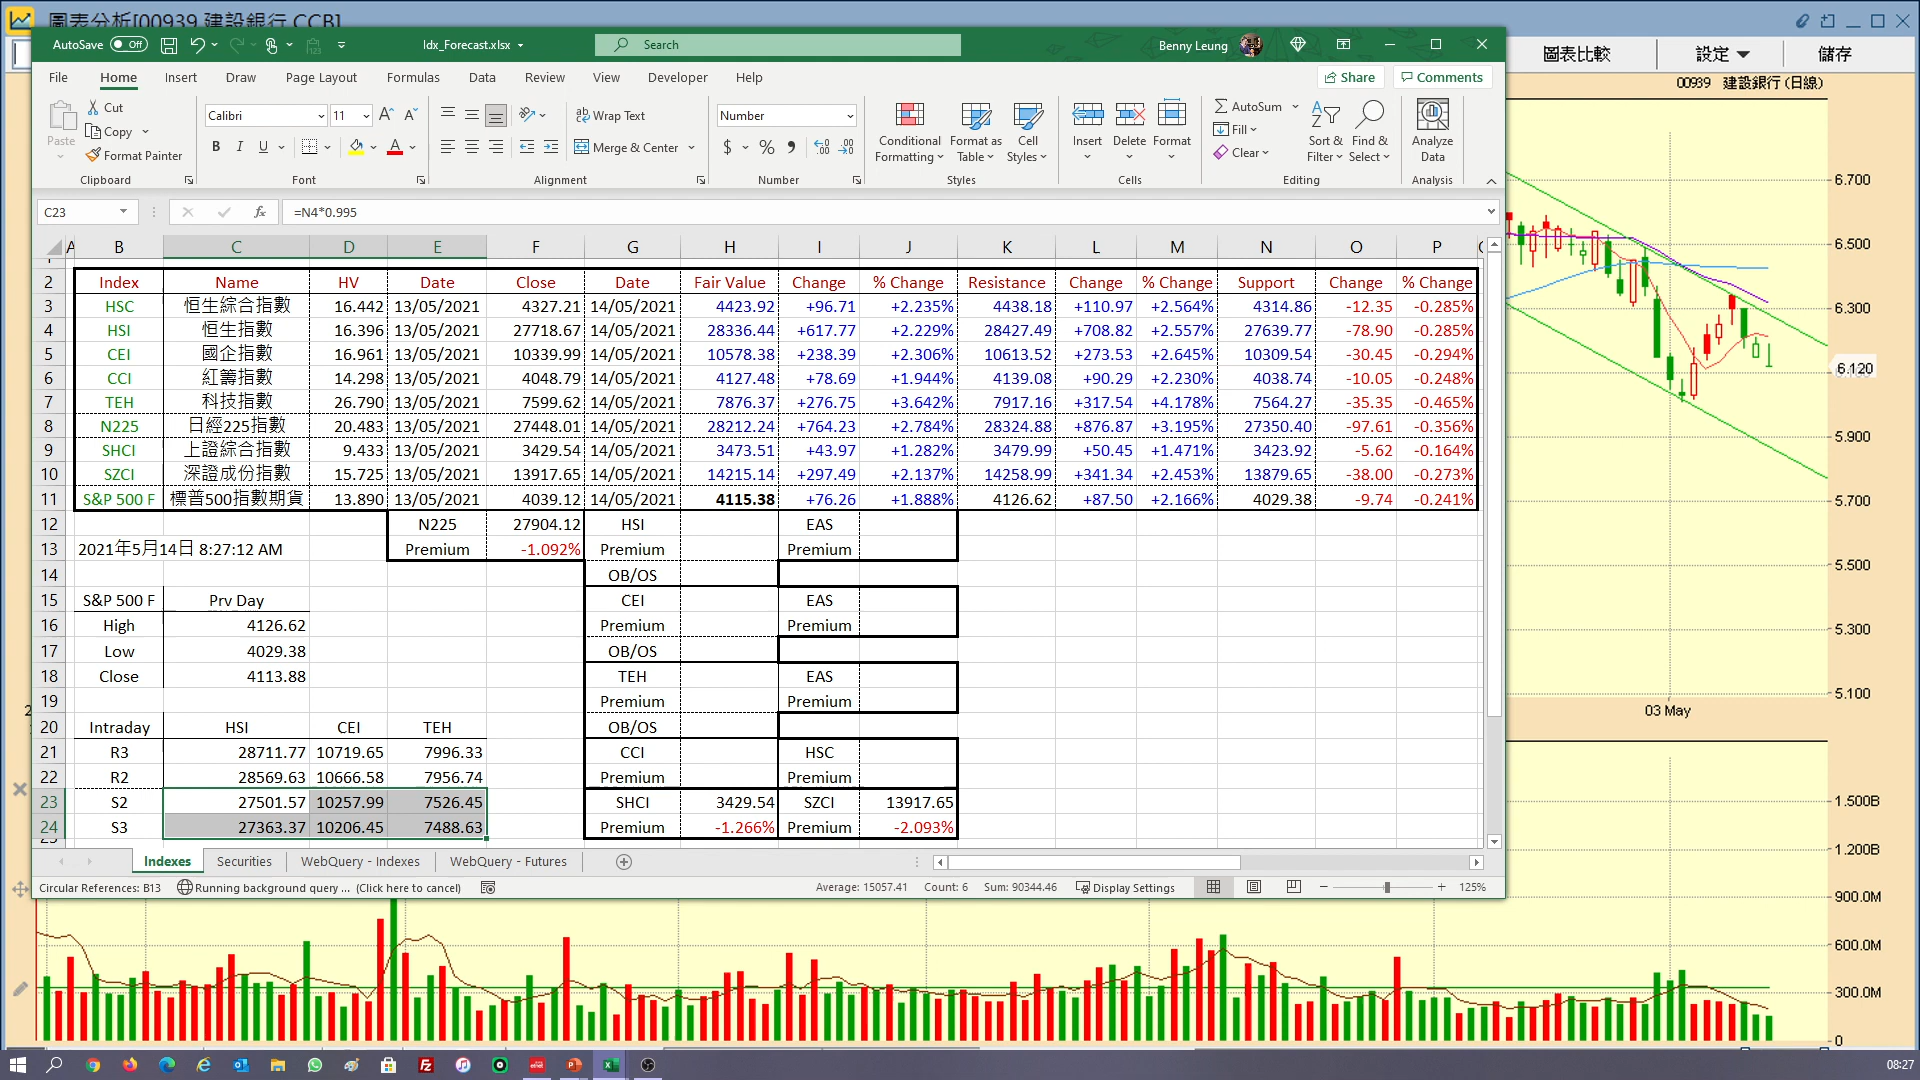 圖表分析[00939 建設銀行 CCB]
AutoSave Off Idx_Forecast.xlsx Search Benny Leung
File Home Insert Draw Page Layout Formulas Data Review View Developer Help Share Comments
圖表比較 設定 儲存
00939 建設銀行 (日線)
Paste Cut Copy Format Painter
Calibri 11 Wrap Text Number AutoSum
B I U Merge & Center $ % Fill
Conditional Formatting Format as Table Cell Styles Insert Delete Format Clear Sort & Filter Find & Select Analyze Data
Clipboard Font Alignment Number Styles Cells Editing Analysis
C23 fx =N4*0.995
A B C D E F G H I J K L M N O P
2 Index Name HV Date Close Date Fair Value Change % Change Resistance Change % Change Support Change % Change
3 HSC 恒生綜合指數 16.442 13/05/2021 4327.21 14/05/2021 4423.92 +96.71 +2.235% 4438.18 +110.97 +2.564% 4314.86 -12.35 -0.285%
4 HSI 恒生指數 16.396 13/05/2021 27718.67 14/05/2021 28336.44 +617.77 +2.229% 28427.49 +708.82 +2.557% 27639.77 -78.90 -0.285%
5 CEI 國企指數 16.961 13/05/2021 10339.99 14/05/2021 10578.38 +238.39 +2.306% 10613.52 +273.53 +2.645% 10309.54 -30.45 -0.294%
6 CCI 紅籌指數 14.298 13/05/2021 4048.79 14/05/2021 4127.48 +78.69 +1.944% 4139.08 +90.29 +2.230% 4038.74 -10.05 -0.248%
7 TEH 科技指數 26.790 13/05/2021 7599.62 14/05/2021 7876.37 +276.75 +3.642% 7917.16 +317.54 +4.178% 7564.27 -35.35 -0.465%
8 N225 日經225指數 20.483 13/05/2021 27448.01 14/05/2021 28212.24 +764.23 +2.784% 28324.88 +876.87 +3.195% 27350.40 -97.61 -0.356%
9 SHCI 上證綜合指數 9.433 13/05/2021 3429.54 14/05/2021 3473.51 +43.97 +1.282% 3479.99 +50.45 +1.471% 3423.92 -5.62 -0.164%
10 SZCI 深證成份指數 15.725 13/05/2021 13917.65 14/05/2021 14215.14 +297.49 +2.137% 14258.99 +341.34 +2.453% 13879.65 -38.00 -0.273%
11 S&P 500 F 標普500指數期貨 13.890 13/05/2021 4039.12 14/05/2021 4115.38 +76.26 +1.888% 4126.62 +87.50 +2.166% 4029.38 -9.74 -0.241%
12 N225 27904.12 HSI EAS
13 2021年5月14日 8:27:12 AM Premium -1.092% Premium Premium
14 OB/OS
15 S&P 500 F Prv Day CEI EAS
16 High 4126.62 Premium Premium
17 Low 4029.38 OB/OS
18 Close 4113.88 TEH EAS
19 Premium Premium
20 Intraday HSI CEI TEH OB/OS
21 R3 28711.77 10719.65 7996.33 CCI HSC
22 R2 28569.63 10666.58 7956.74 Premium Premium
23 S2 27501.57 10257.99 7526.45 SHCI 3429.54 SZCI 13917.65
24 S3 27363.37 10206.45 7488.63 Premium -1.266% Premium -2.093%
Indexes Securities WebQuery - Indexes WebQuery - Futures
Circular References: B13 Running background query ... (Click here to cancel) Average: 15057.41 Count: 6 Sum: 90344.46 Display Settings 125%
6.700
6.500
6.300
6.120
5.900
5.700
5.500
5.300
5.100
03 May
1.500B
1.200B
900.0M
600.0M
300.0M
0
08:27